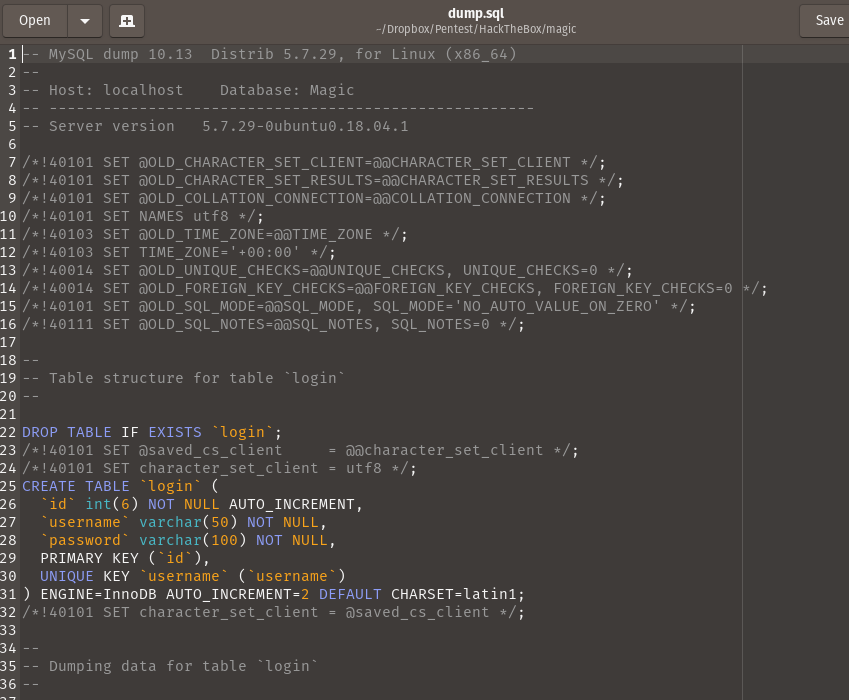 Open
dump.sql
~/Dropbox/Pentest/HackTheBox/magic
Save
1 -- MySQL dump 10.13  Distrib 5.7.29, for Linux (x86_64)
2 --
3 -- Host: localhost    Database: Magic
4 -- ------------------------------------------------------
5 -- Server version   5.7.29-0ubuntu0.18.04.1
6
7 /*!40101 SET @OLD_CHARACTER_SET_CLIENT=@@CHARACTER_SET_CLIENT */;
8 /*!40101 SET @OLD_CHARACTER_SET_RESULTS=@@CHARACTER_SET_RESULTS */;
9 /*!40101 SET @OLD_COLLATION_CONNECTION=@@COLLATION_CONNECTION */;
10 /*!40101 SET NAMES utf8 */;
11 /*!40103 SET @OLD_TIME_ZONE=@@TIME_ZONE */;
12 /*!40103 SET TIME_ZONE='+00:00' */;
13 /*!40014 SET @OLD_UNIQUE_CHECKS=@@UNIQUE_CHECKS, UNIQUE_CHECKS=0 */;
14 /*!40014 SET @OLD_FOREIGN_KEY_CHECKS=@@FOREIGN_KEY_CHECKS, FOREIGN_KEY_CHECKS=0 */;
15 /*!40101 SET @OLD_SQL_MODE=@@SQL_MODE, SQL_MODE='NO_AUTO_VALUE_ON_ZERO' */;
16 /*!40111 SET @OLD_SQL_NOTES=@@SQL_NOTES, SQL_NOTES=0 */;
17
18 --
19 -- Table structure for table `login`
20 --
21
22 DROP TABLE IF EXISTS `login`;
23 /*!40101 SET @saved_cs_client     = @@character_set_client */;
24 /*!40101 SET character_set_client = utf8 */;
25 CREATE TABLE `login` (
26   `id` int(6) NOT NULL AUTO_INCREMENT,
27   `username` varchar(50) NOT NULL,
28   `password` varchar(100) NOT NULL,
29   PRIMARY KEY (`id`),
30   UNIQUE KEY `username` (`username`)
31 ) ENGINE=InnoDB AUTO_INCREMENT=2 DEFAULT CHARSET=latin1;
32 /*!40101 SET character_set_client = @saved_cs_client */;
33
34 --
35 -- Dumping data for table `login`
36 --